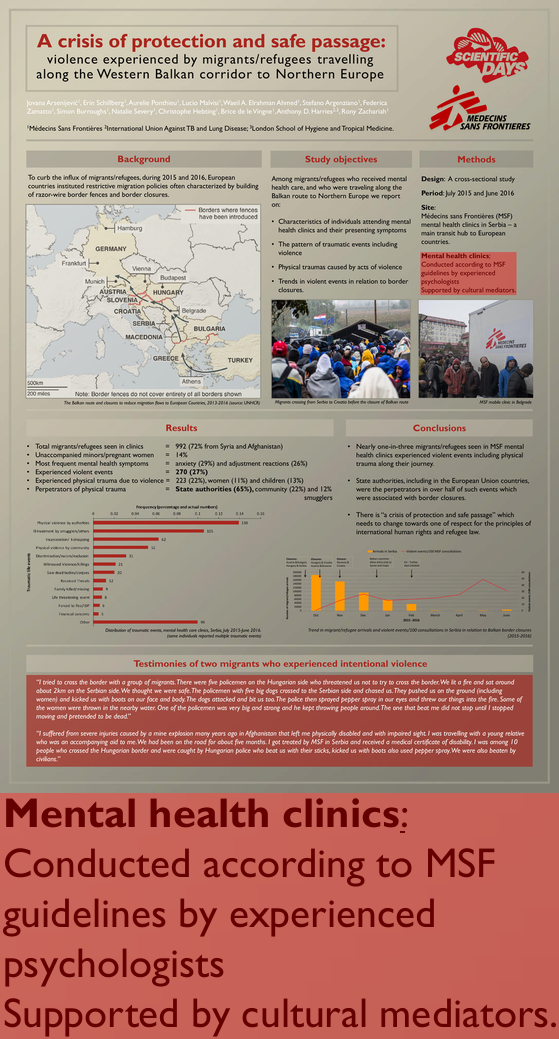 A crisis of protection and safe passage:
violence experienced by migrants/refugees travelling
along the Western Balkan corridor to Northern Europe
SCIENTIFIC
DAYS
MEDECINS
SANS FRONTIERES
Jovana Arsenijević¹, Erin Schillberg¹, Aurelie Ponthieu¹, Lucio Malvisi¹, Waeil A. Elrahman Ahmed¹, Stefano Argenziano¹, Federica
Zamatto¹, Simon Burroughs¹, Natalie Severy¹, Christophe Hebting¹, Brice de le Vingne¹, Anthony D. Harries²,³, Rony Zachariah¹
¹Médecins Sans Frontières ²International Union Against TB and Lung Disease; ³London School of Hygiene and Tropical Medicine.
Background
To curb the influx of migrants/refugees, during 2015 and 2016, European
countries instituted restrictive migration policies often characterized by building
of razor-wire border fences and border closures.
Borders where fences
have been introduced
Hamburg
GERMANY
Frankfurt
Vienna
Munich
Budapest
AUSTRIA
HUNGARY
SLOVENIA
CROATIA
Belgrade
SERBIA
BULGARIA
MACEDONIA
GREECE
TURKEY
Athens
500km
200 miles
Note: Border fences do not cover entirety of all borders shown
The Balkan route and closures to reduce migration flows to European Countries, 2015-2016 (source: UNHCR)
Study objectives
Among migrants/refugees who received mental
health care, and who were traveling along the
Balkan route to Northern Europe we report
on:
• Characteristics of individuals attending mental
health clinics and their presenting symptoms
• The pattern of traumatic events including
violence
• Physical traumas caused by acts of violence
• Trends in violent events in relation to border
closures.
Migrants crossing from Serbia to Croatia before the closure of Balkan route
Methods
Design: A cross-sectional study
Period: July 2015 and June 2016
Site:
Médecins sans Frontières (MSF)
mental health clinics in Serbia – a
main transit hub to European
countries.
Mental health clinics:
Conducted according to MSF
guidelines by experienced
psychologists
Supported by cultural mediators.
MEDECINS
SANS FRONTIERES
MSF mobile clinic in Belgrade
Results
• Total migrants/refugees seen in clinics = 992 (72% from Syria and Afghanistan)
• Unaccompanied minors/pregnant women = 14%
• Most frequent mental health symptoms = anxiety (29%) and adjustment reactions (26%)
• Experienced violent events = 270 (27%)
• Experienced physical trauma due to violence = 223 (22%), women (11%) and children (13%)
• Perpetrators of physical trauma = State authorities (65%), community (22%) and 12%
smugglers
Frequency (percentage and actual numbers)
0 0.02 0.04 0.06 0.08 0.1 0.12 0.14 0.16
Traumatic life events
Physical violence by authorities
Threatment by smugglers/others
Incarceration/ kidnapping
Physical violence by community
Discrimination/racism/exclusion
Witnessed violence/killings
Saw dead bodies/corpses
Received Threats
Family killed/missing
Life threatening event
Forced to flee/IDP
Financial concerns
Other
Distribution of traumatic events, mental health care clinics, Serbia, July 2015-June 2016,
(some individuals reported multiple traumatic events)
Conclusions
• Nearly one-in-three migrants/refugees seen in MSF mental
health clinics experienced violent events including physical
trauma along their journey.
• State authorities, including in the European Union countries,
were the perpetrators in over half of such events which
were associated with border closures.
• There is "a crisis of protection and safe passage" which
needs to change towards one of respect for the principles of
international human rights and refugee law.
Trend in migrant/refugee arrivals and violent events/100 consultations in Serbia in relation to Balkan border closures
(2015-2016)
Testimonies of two migrants who experienced intentional violence
"I tried to cross the border with a group of migrants. There were five policemen on the Hungarian side who threatened us not to try to cross the border. We lit a fire and sat around
about 2km on the Serbian side. We thought we were safe. The policemen with five big dogs crossed to the Serbian side and chased us. They pushed us on the ground (including
women) and kicked us with boots on our face and body. The dogs attacked and bit us too. The police then sprayed pepper spray in our eyes and threw our things into the fire. Some of
the women were thrown in the nearby water. One of the policemen was very big and strong and he kept throwing people around. The one that beat me did not stop until I stopped
moving and pretended to be dead."
"I suffered from severe injuries caused by a mine explosion many years ago in Afghanistan that left me physically disabled and with impaired sight. I was travelling with a young relative
who was an accompanying aid to me. We had been on the road for about five months. I got treated by MSF in Serbia and received a medical certificate of disability. I was among 10
people who crossed the Hungarian border and were caught by Hungarian police who beat us with their sticks, kicked us with boots also used pepper spray. We were also beaten by
civilians."
Mental health clinics:
Conducted according to MSF
guidelines by experienced
psychologists
Supported by cultural mediators.